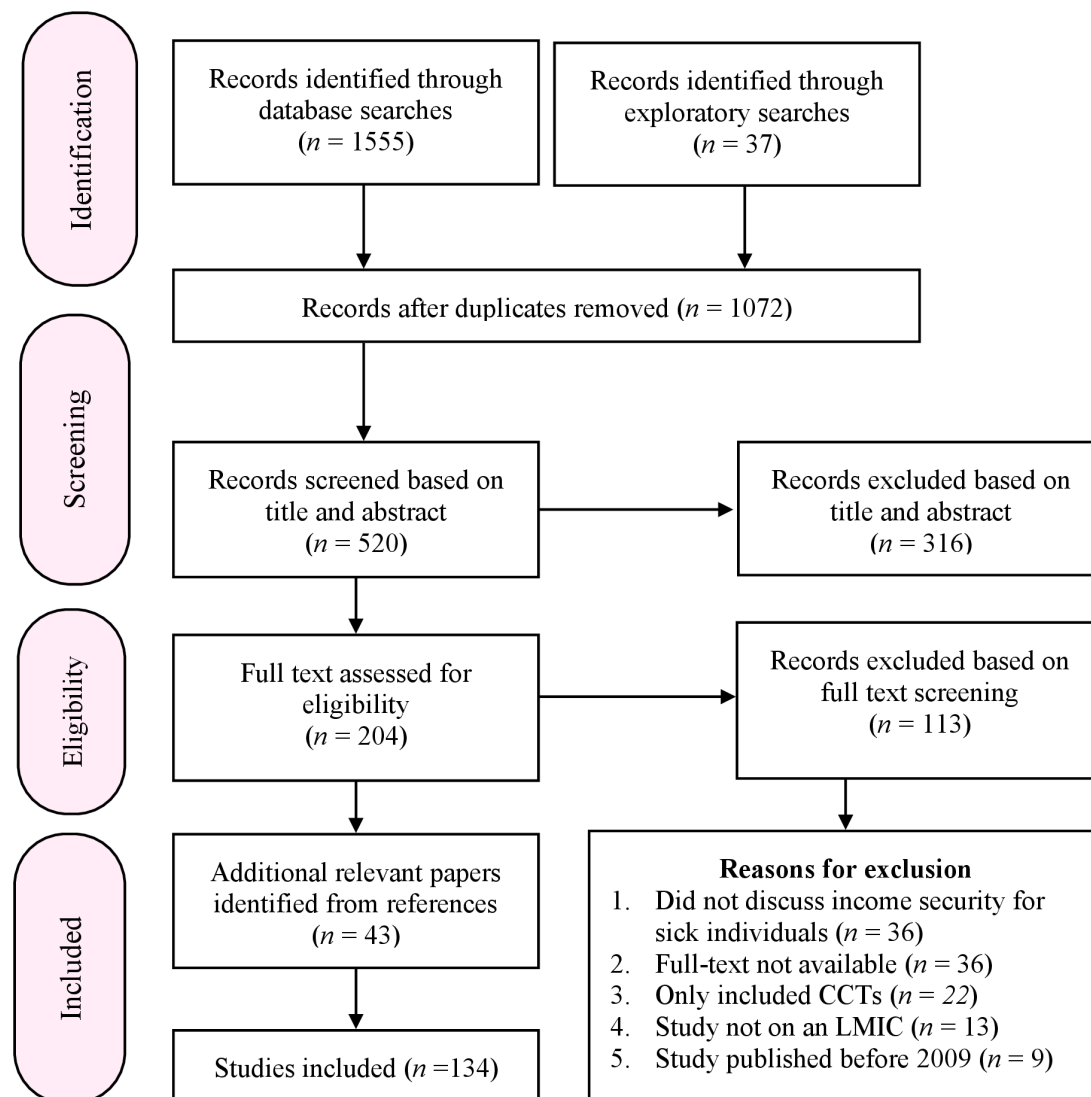 Identification
Records identified through
database searches
(n = 1555)
Records identified through
exploratory searches
(n = 37)
Records after duplicates removed (n = 1072)
Screening
Records screened based on
title and abstract
(n = 520)
Records excluded based on
title and abstract
(n = 316)
Eligibility
Full text assessed for
eligibility
(n = 204)
Records excluded based on
full text screening
(n = 113)
Included
Additional relevant papers
identified from references
(n = 43)
Studies included (n =134)
Reasons for exclusion
1. Did not discuss income security for
sick individuals (n = 36)
2. Full-text not available (n = 36)
3. Only included CCTs (n = 22)
4. Study not on an LMIC (n = 13)
5. Study published before 2009 (n = 9)